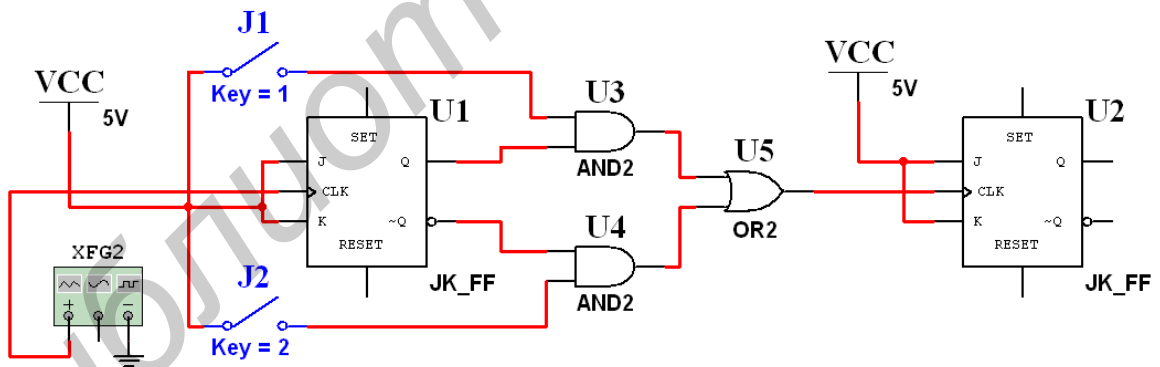 J1
Key = 1
VCC
5V
U1
SET
J
Q
CLK
K
~Q
RESET
JK_FF
U3
AND2
U5
OR2
U4
AND2
XFG2
J2
Key = 2
VCC
5V
U2
SET
J
Q
CLK
K
~Q
RESET
JK_FF